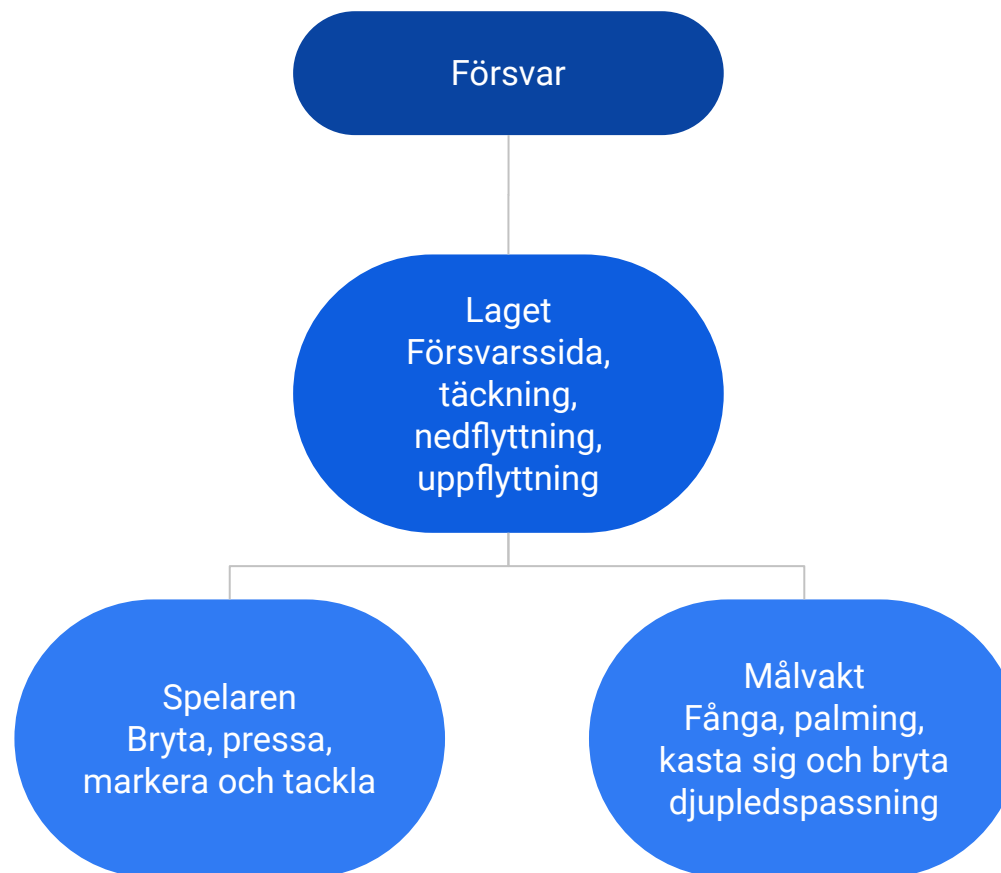 Försvar
Laget
Försvarssida,
täckning,
nedflyttning,
uppflyttning
Spelaren
Bryta, pressa,
markera och tackla
Målvakt
Fånga, palming,
kasta sig och bryta
djupledspassning